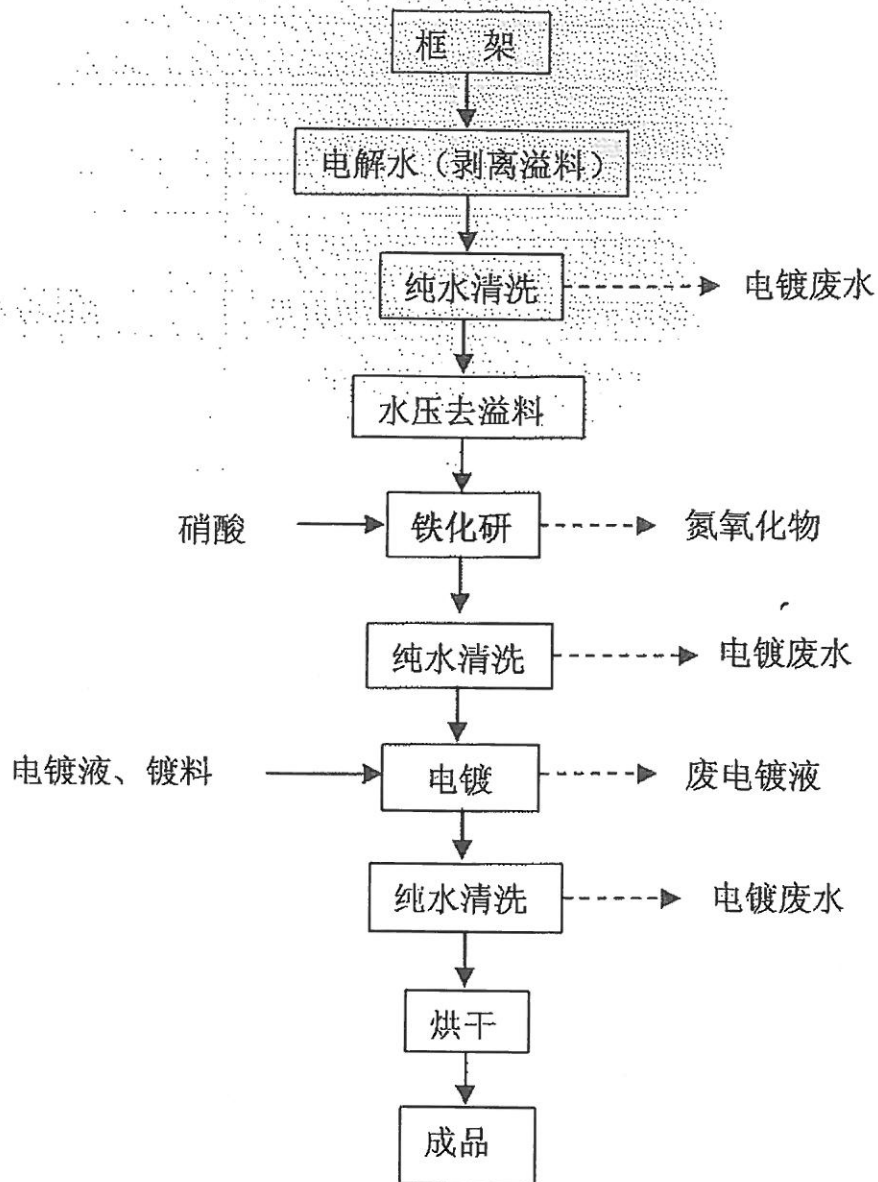 框 架
电解水（剥离溢料）
纯水清洗
电镀废水
水压去溢料
硝酸
铁化研
氮氧化物
纯水清洗
电镀废水
电镀液、镀料
电镀
废电镀液
纯水清洗
电镀废水
烘干
成品